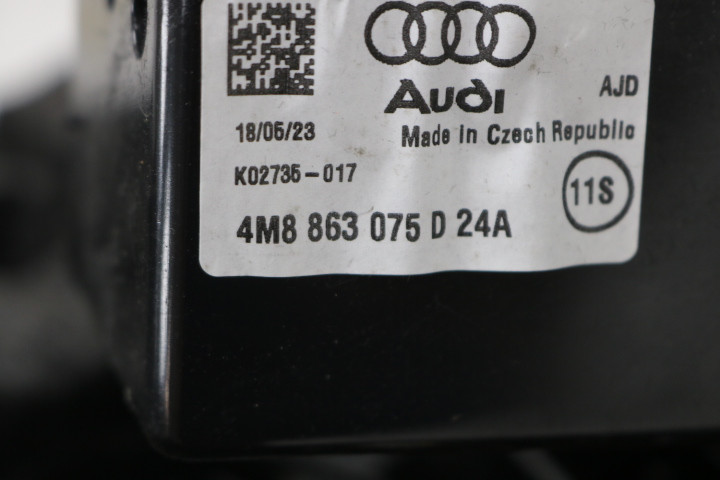 Audi
AJD
18/05/23
Made in Czech Republic
K02735-017
11S
4M8 863 075 D 24A